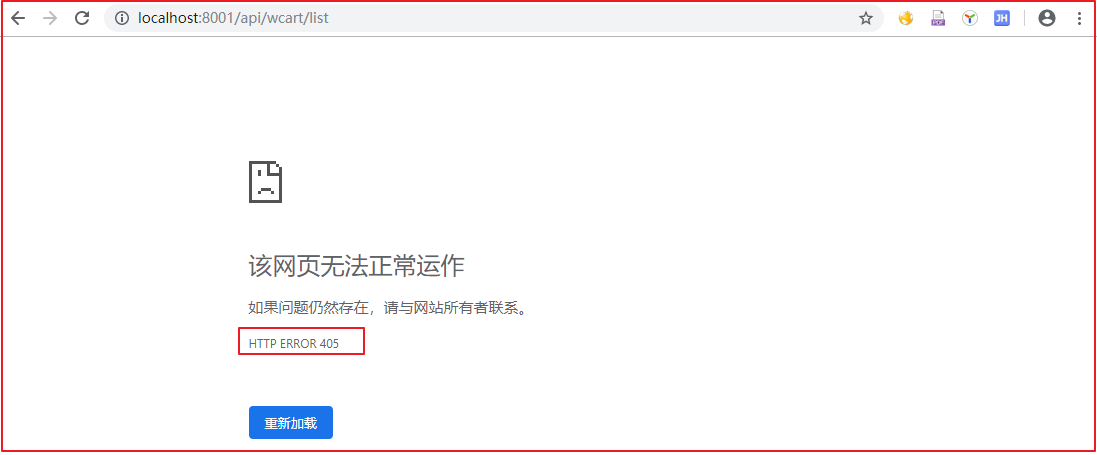 localhost:8001/api/wcart/list
PDF
JH
该网页无法正常运作
如果问题仍然存在，请与网站所有者联系。
HTTP ERROR 405
重新加载